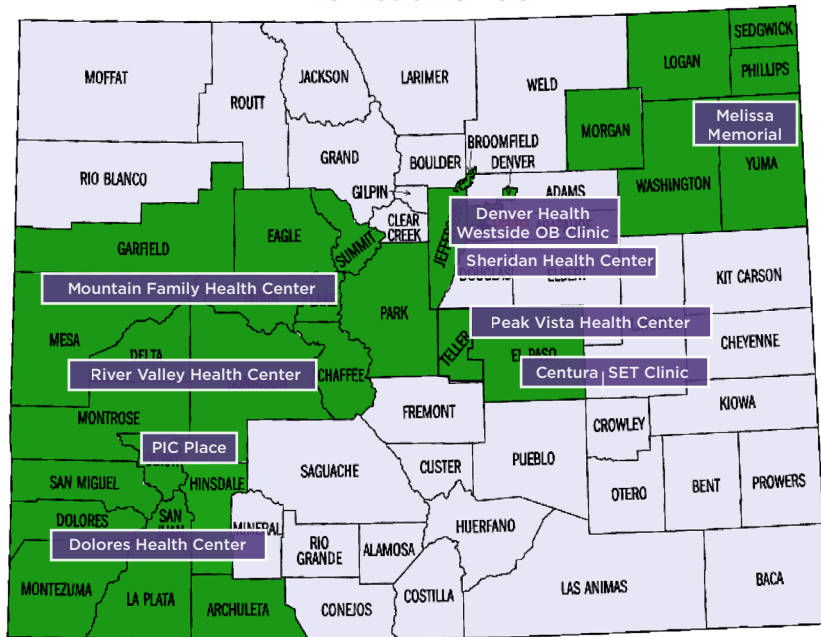 SEDGWICK
LOGAN
PHILLIPS
MOFFAT
JACKSON
LARIMER
WELD
ROUTT
Melissa
Memorial
MORGAN
BROOMFIELD
DENVER
GRAND
BOULDER
YUMA
RIO BLANCO
GILPIN
ADAMS
WASHINGTON
CLEAR
CREEK
Denver Health
Westside OB Clinic
GARFIELD
EAGLE
SUMMIT
Sheridan Health Center
DOUGLAS
ELBERT
KIT CARSON
Mountain Family Health Center
PARK
Peak Vista Health Center
MESA
DELTA
TELLER
EL PASO
CHEYENNE
River Valley Health Center
CHAFFEE
Centura SET Clinic
MONTROSE
FREMONT
KIOWA
CROWLEY
PIC Place
SAGUACHE
CUSTER
PUEBLO
SAN MIGUEL
HINSDALE
OTERO
BENT
PROWERS
DOLORES
SAN
JUAN
MINERAL
HUERFANO
Dolores Health Center
RIO
GRANDE
ALAMOSA
MONTEZUMA
LA PLATA
ARCHULETA
CONEJOS
COSTILLA
LAS ANIMAS
BACA